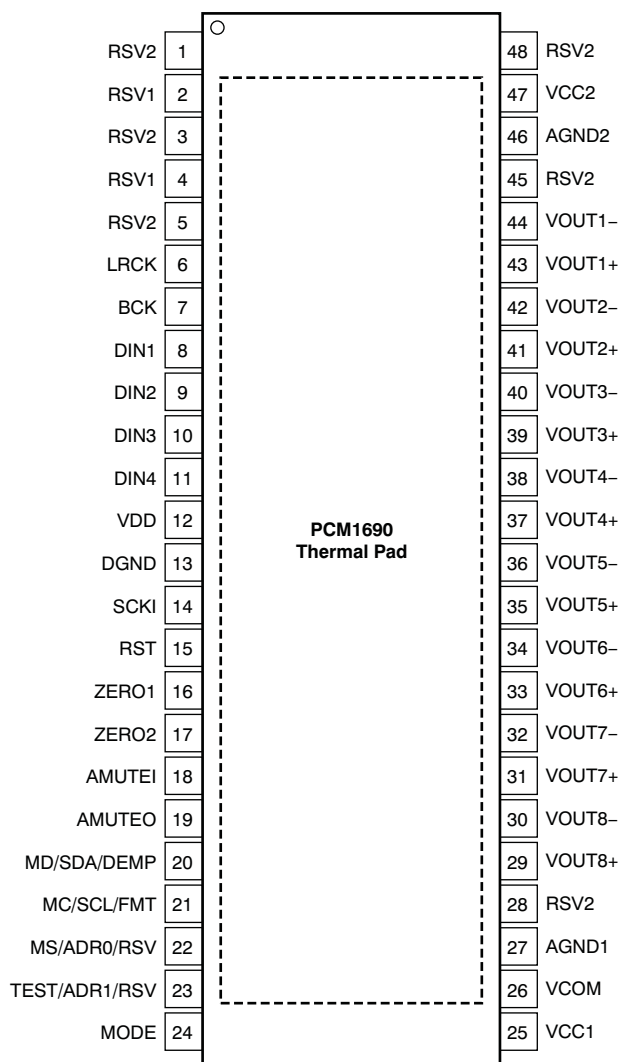 RSV2 1 48 RSV2
RSV1 2 47 VCC2
RSV2 3 46 AGND2
RSV1 4 45 RSV2
RSV2 5 44 VOUT1−
LRCK 6 43 VOUT1+
BCK 7 42 VOUT2−
DIN1 8 41 VOUT2+
DIN2 9 40 VOUT3−
DIN3 10 39 VOUT3+
DIN4 11 38 VOUT4−
VDD 12 37 VOUT4+
PCM1690
Thermal Pad
DGND 13 36 VOUT5−
SCKI 14 35 VOUT5+
RST 15 34 VOUT6−
ZERO1 16 33 VOUT6+
ZERO2 17 32 VOUT7−
AMUTEI 18 31 VOUT7+
AMUTEO 19 30 VOUT8−
MD/SDA/DEMP 20 29 VOUT8+
MC/SCL/FMT 21 28 RSV2
MS/ADR0/RSV 22 27 AGND1
TEST/ADR1/RSV 23 26 VCOM
MODE 24 25 VCC1